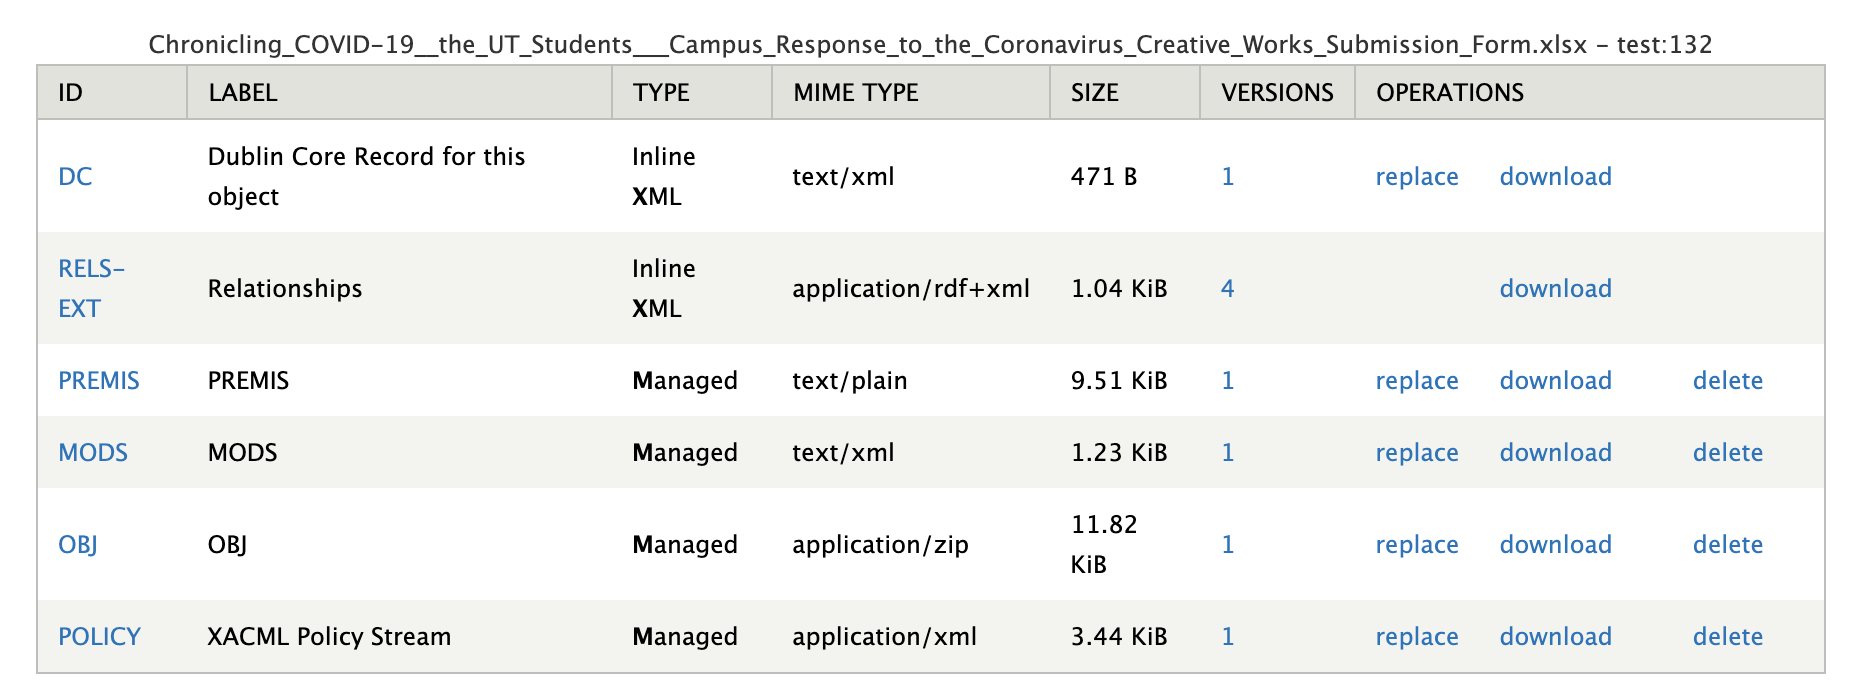 Chronicling_COVID-19__the_UT_Students___Campus_Response_to_the_Coronavirus_Creative_Works_Submission_Form.xlsx - test:132
ID LABEL TYPE MIME TYPE SIZE VERSIONS OPERATIONS
DC Dublin Core Record for this object Inline XML text/xml 471 B 1 replace download
RELS-EXT Relationships Inline XML application/rdf+xml 1.04 KiB 4 download
PREMIS PREMIS Managed text/plain 9.51 KiB 1 replace download delete
MODS MODS Managed text/xml 1.23 KiB 1 replace download delete
OBJ OBJ Managed application/zip 11.82 KiB 1 replace download delete
POLICY XACML Policy Stream Managed application/xml 3.44 KiB 1 replace download delete